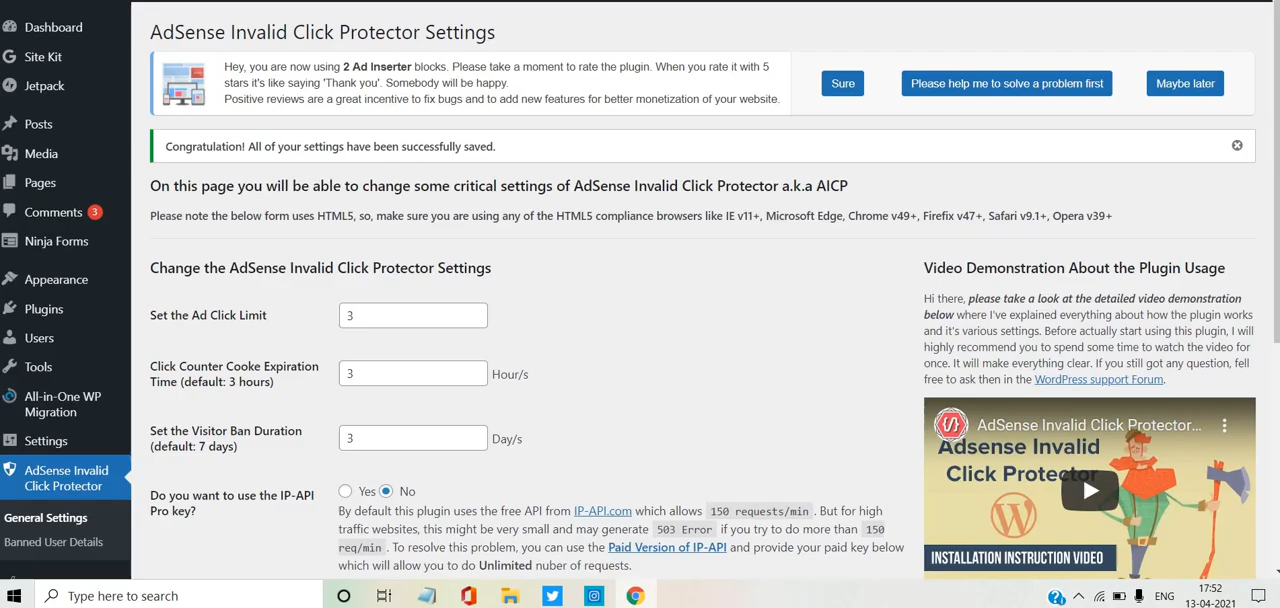 Dashboard
Site Kit
Jetpack
Posts
Media
Pages
Comments 3
Ninja Forms
Appearance
Plugins
Users
Tools
All-in-One WP
Migration
Settings
AdSense Invalid
Click Protector
General Settings
Banned User Details
AdSense Invalid Click Protector Settings
Hey, you are now using 2 Ad Inserter blocks. Please take a moment to rate the plugin. When you rate it with 5
stars it's like saying 'Thank you'. Somebody will be happy.
Positive reviews are a great incentive to fix bugs and to add new features for better monetization of your website.
Sure
Please help me to solve a problem first
Maybe later
Congratulation! All of your settings have been successfully saved.
On this page you will be able to change some critical settings of AdSense Invalid Click Protector a.k.a AICP
Please note the below form uses HTML5, so, make sure you are using any of the HTML5 compliance browsers like IE v11+, Microsoft Edge, Chrome v49+, Firefix v47+, Safari v9.1+, Opera v39+
Change the AdSense Invalid Click Protector Settings
Set the Ad Click Limit
3
Click Counter Cooke Expiration
Time (default: 3 hours)
3
Hour/s
Set the Visitor Ban Duration
(default: 7 days)
3
Day/s
Do you want to use the IP-API
Pro key?
Yes No
By default this plugin uses the free API from IP-API.com which allows 150 requests/min . But for high
traffic websites, this might be very small and may generate 503 Error if you try to do more than 150
req/min . To resolve this problem, you can use the Paid Version of IP-API and provide your paid key below
which will allow you to do Unlimited nuber of requests.
Video Demonstration About the Plugin Usage
Hi there, please take a look at the detailed video demonstration
below where I've explained everything about how the plugin works
and it's various settings. Before actually start using this plugin, I will
highly recommend you to spend some time to watch the video for
once. It will make everything clear. If you still got any question, fell
free to ask then in the WordPress support Forum.
AdSense Invalid Click Protector...
Adsense Invalid
Click Protector
INSTALLATION INSTRUCTION VIDEO
Type here to search
ENG
17:52
13-04-2021